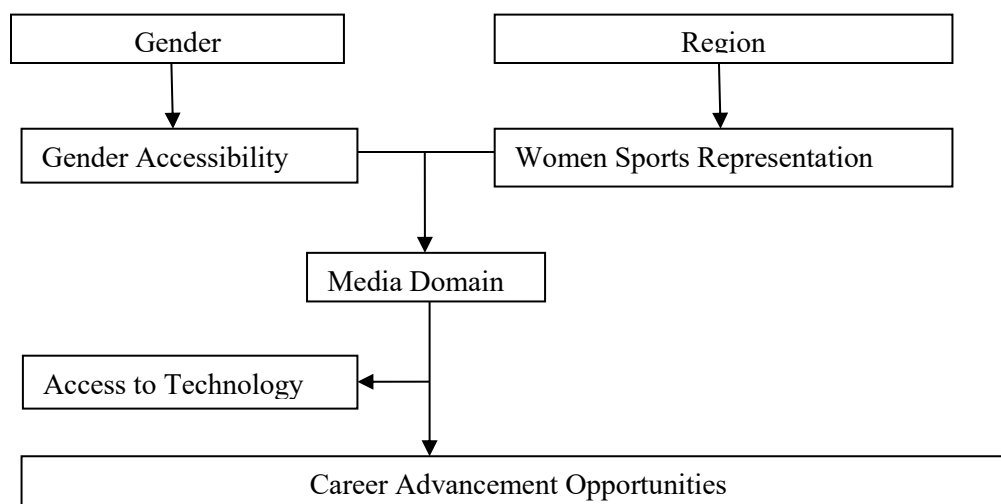 Gender
Region
Gender Accessibility
Women Sports Representation
Media Domain
Access to Technology
Career Advancement Opportunities